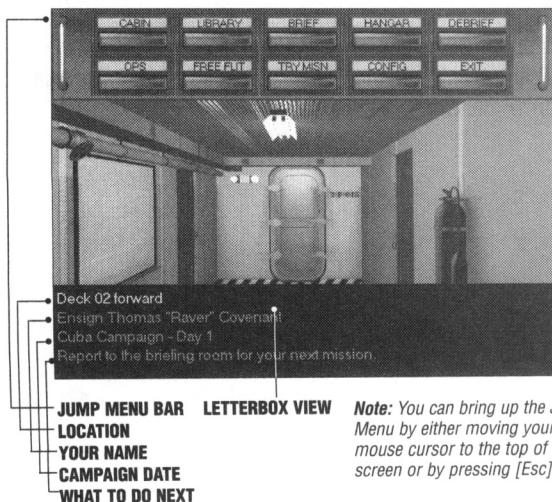 CABIN LIBRARY BRIEF HANGAR DEBRIEF
OPS FREE FLIT TRY MISN CONFIG EXIT
Deck 02 forward
Ensign Thomas "Raver" Covenant
Cuba Campaign - Day 1
Report to the briefing room for your next mission.
JUMP MENU BAR LETTERBOX VIEW
LOCATION
YOUR NAME
CAMPAIGN DATE
WHAT TO DO NEXT
Note: You can bring up the
Menu by either moving your
mouse cursor to the top of
screen or by pressing [Esc]